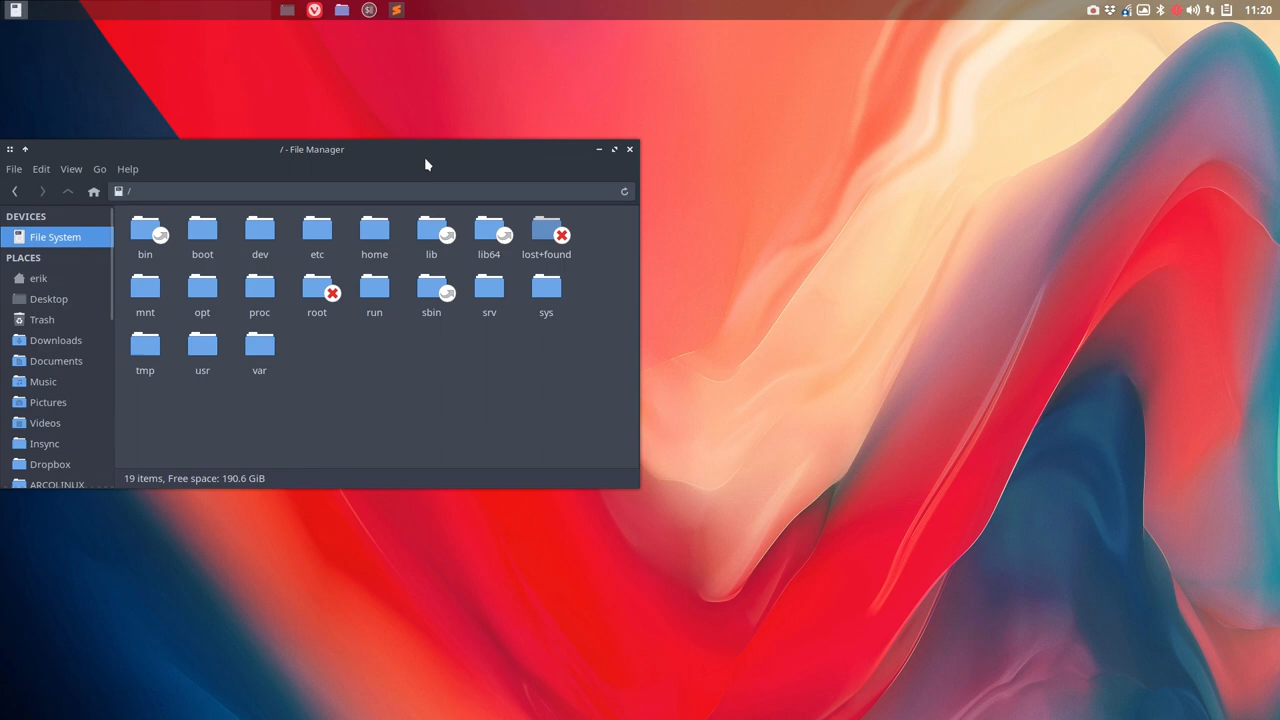 11:20
/ - File Manager
File Edit View Go Help
/
DEVICES
File System
PLACES
erik
Desktop
Trash
Downloads
Documents
Music
Pictures
Videos
Insync
Dropbox
ARCOLINUX
bin boot dev etc home lib lib64 lost+found
mnt opt proc root run sbin srv sys
tmp usr var
19 items, Free space: 190.6 GiB